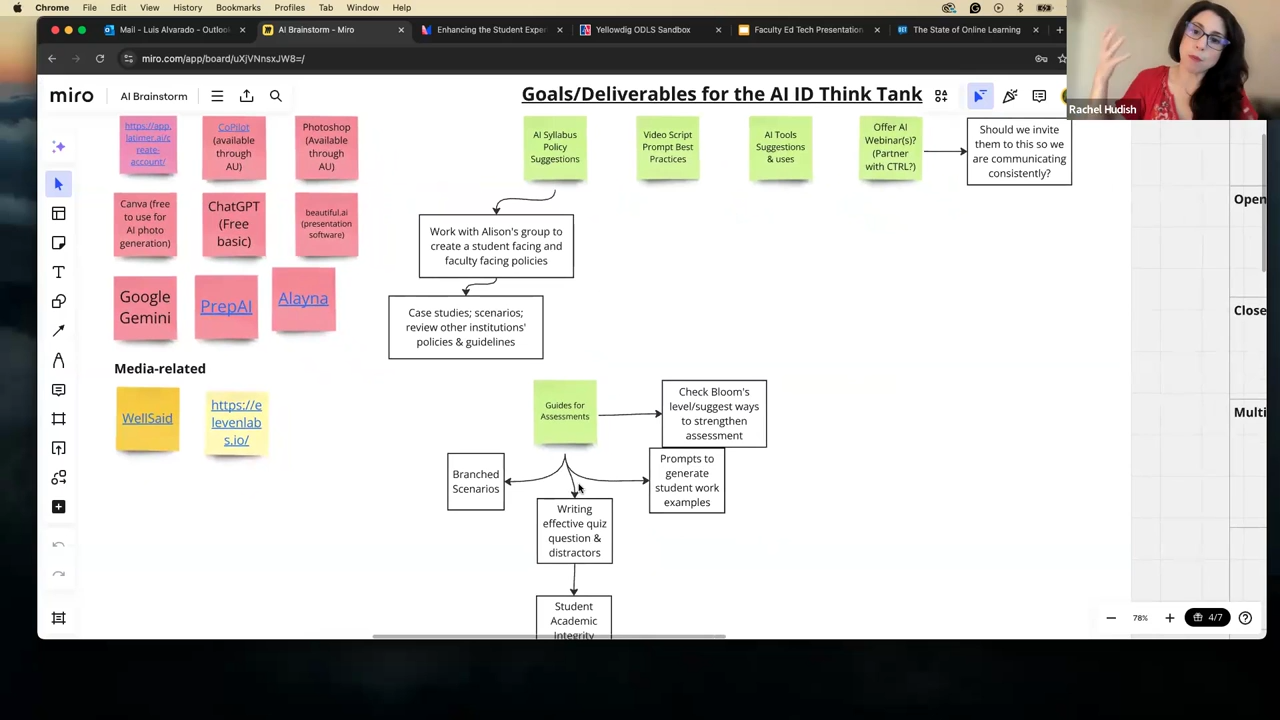 Chrome File Edit View History Bookmarks Profiles Tab Window Help
Mail – Luis Alvarado - Outlook
AI Brainstorm - Miro
Enhancing the Student Exper
Yellowdig ODLS Sandbox
Faculty Ed Tech Presentation
The State of Online Learning
miro.com/app/board/uXjVNnsxJW8=/
miro
AI Brainstorm
Goals/Deliverables for the AI ID Think Tank
Rachel Hudish
https://app.
latimer.ai/c
reate-
account/
CoPilot
(available
through
AU)
Photoshop
(Available
through
AU)
AI Syllabus
Policy
Suggestions
Video Script
Prompt Best
Practices
AI Tools
Suggestions
& uses
Offer AI
Webinar(s)?
(Partner
with CTRL?)
Should we invite
them to this so we
are communicating
consistently?
Canva (free
to use for
AI photo
generation)
ChatGPT
(Free
basic)
beautiful.ai
(presentation
software)
Work with Alison's group to
create a student facing and
faculty facing policies
Open
Google
Gemini
PrepAI
Alayna
Case studies; scenarios;
review other institutions'
policies & guidelines
Close
Media-related
WellSaid
https://e
levenlab
s.io/
Guides for
Assessments
Check Bloom's
level/suggest ways
to strengthen
assessment
Multi
Branched
Scenarios
Prompts to
generate
student work
examples
Writing
effective quiz
question &
distractors
Student
Academic
Integrity
78%
4/7